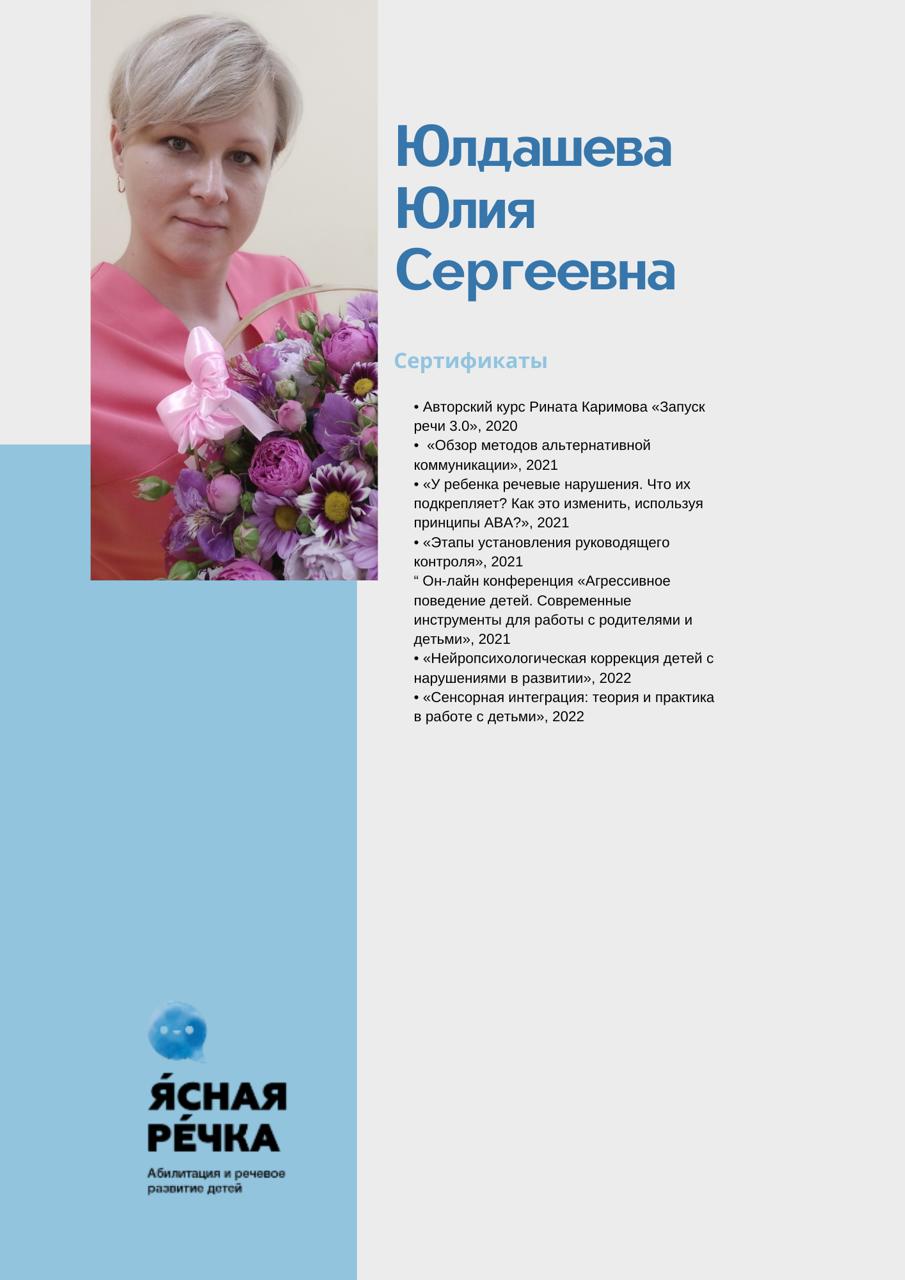 Юлдашева
Юлия
Сергеевна
Сертификаты
• Авторский курс Рината Каримова «Запуск
речи 3.0», 2020
•  «Обзор методов альтернативной
коммуникации», 2021
• «У ребенка речевые нарушения. Что их
подкрепляет? Как это изменить, используя
принципы АВА?», 2021
• «Этапы установления руководящего
контроля», 2021
“ Он-лайн конференция «Агрессивное
поведение детей. Современные
инструменты для работы с родителями и
детьми», 2021
• «Нейропсихологическая коррекция детей с
нарушениями в развитии», 2022
• «Сенсорная интеграция: теория и практика
в работе с детьми», 2022
Я́СНАЯ
РЕ́ЧКА
Абилитация и речевое
развитие детей